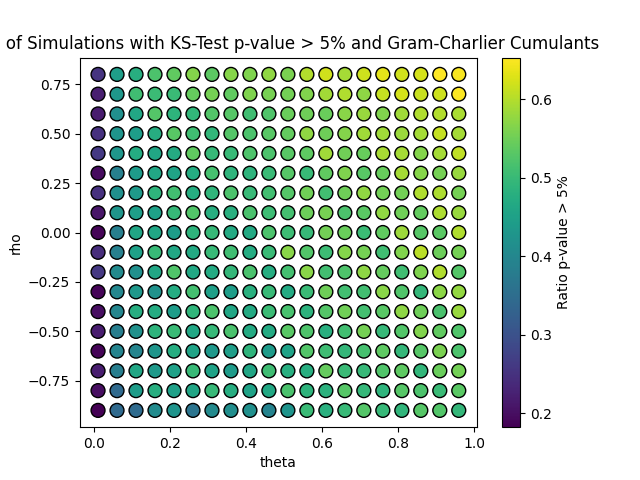 of Simulations with KS-Test p-value > 5% and Gram-Charlier Cumulants
0.75
0.50
0.25
0.00
−0.25
−0.50
−0.75
rho
0.0 0.2 0.4 0.6 0.8 1.0
theta
0.6
0.5
0.4
0.3
0.2
Ratio p-value > 5%